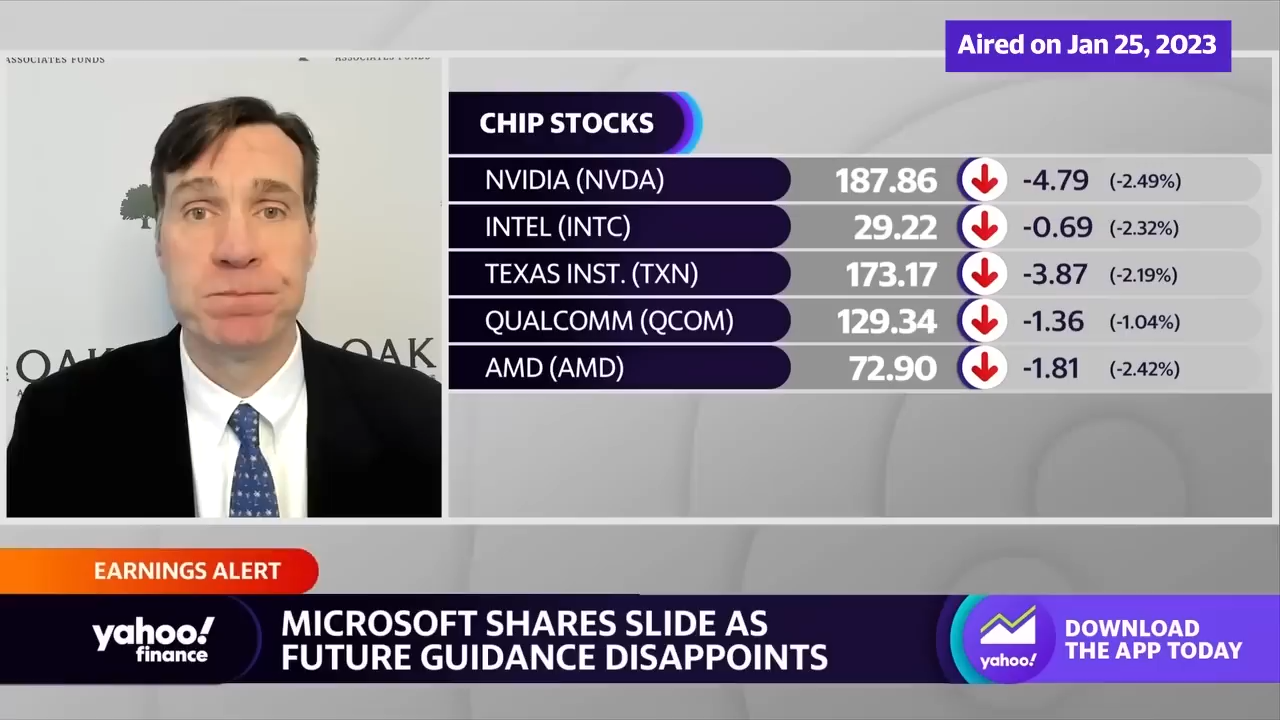 Aired on Jan 25, 2023
ASSOCIATES FUNDS
ASSOCIATES FUNDS
OAK
OAK
CHIP STOCKS
NVIDIA (NVDA) 187.86 -4.79 (-2.49%)
INTEL (INTC) 29.22 -0.69 (-2.32%)
TEXAS INST. (TXN) 173.17 -3.87 (-2.19%)
QUALCOMM (QCOM) 129.34 -1.36 (-1.04%)
AMD (AMD) 72.90 -1.81 (-2.42%)
EARNINGS ALERT
yahoo!
finance
MICROSOFT SHARES SLIDE AS
FUTURE GUIDANCE DISAPPOINTS
yahoo!
DOWNLOAD
THE APP TODAY